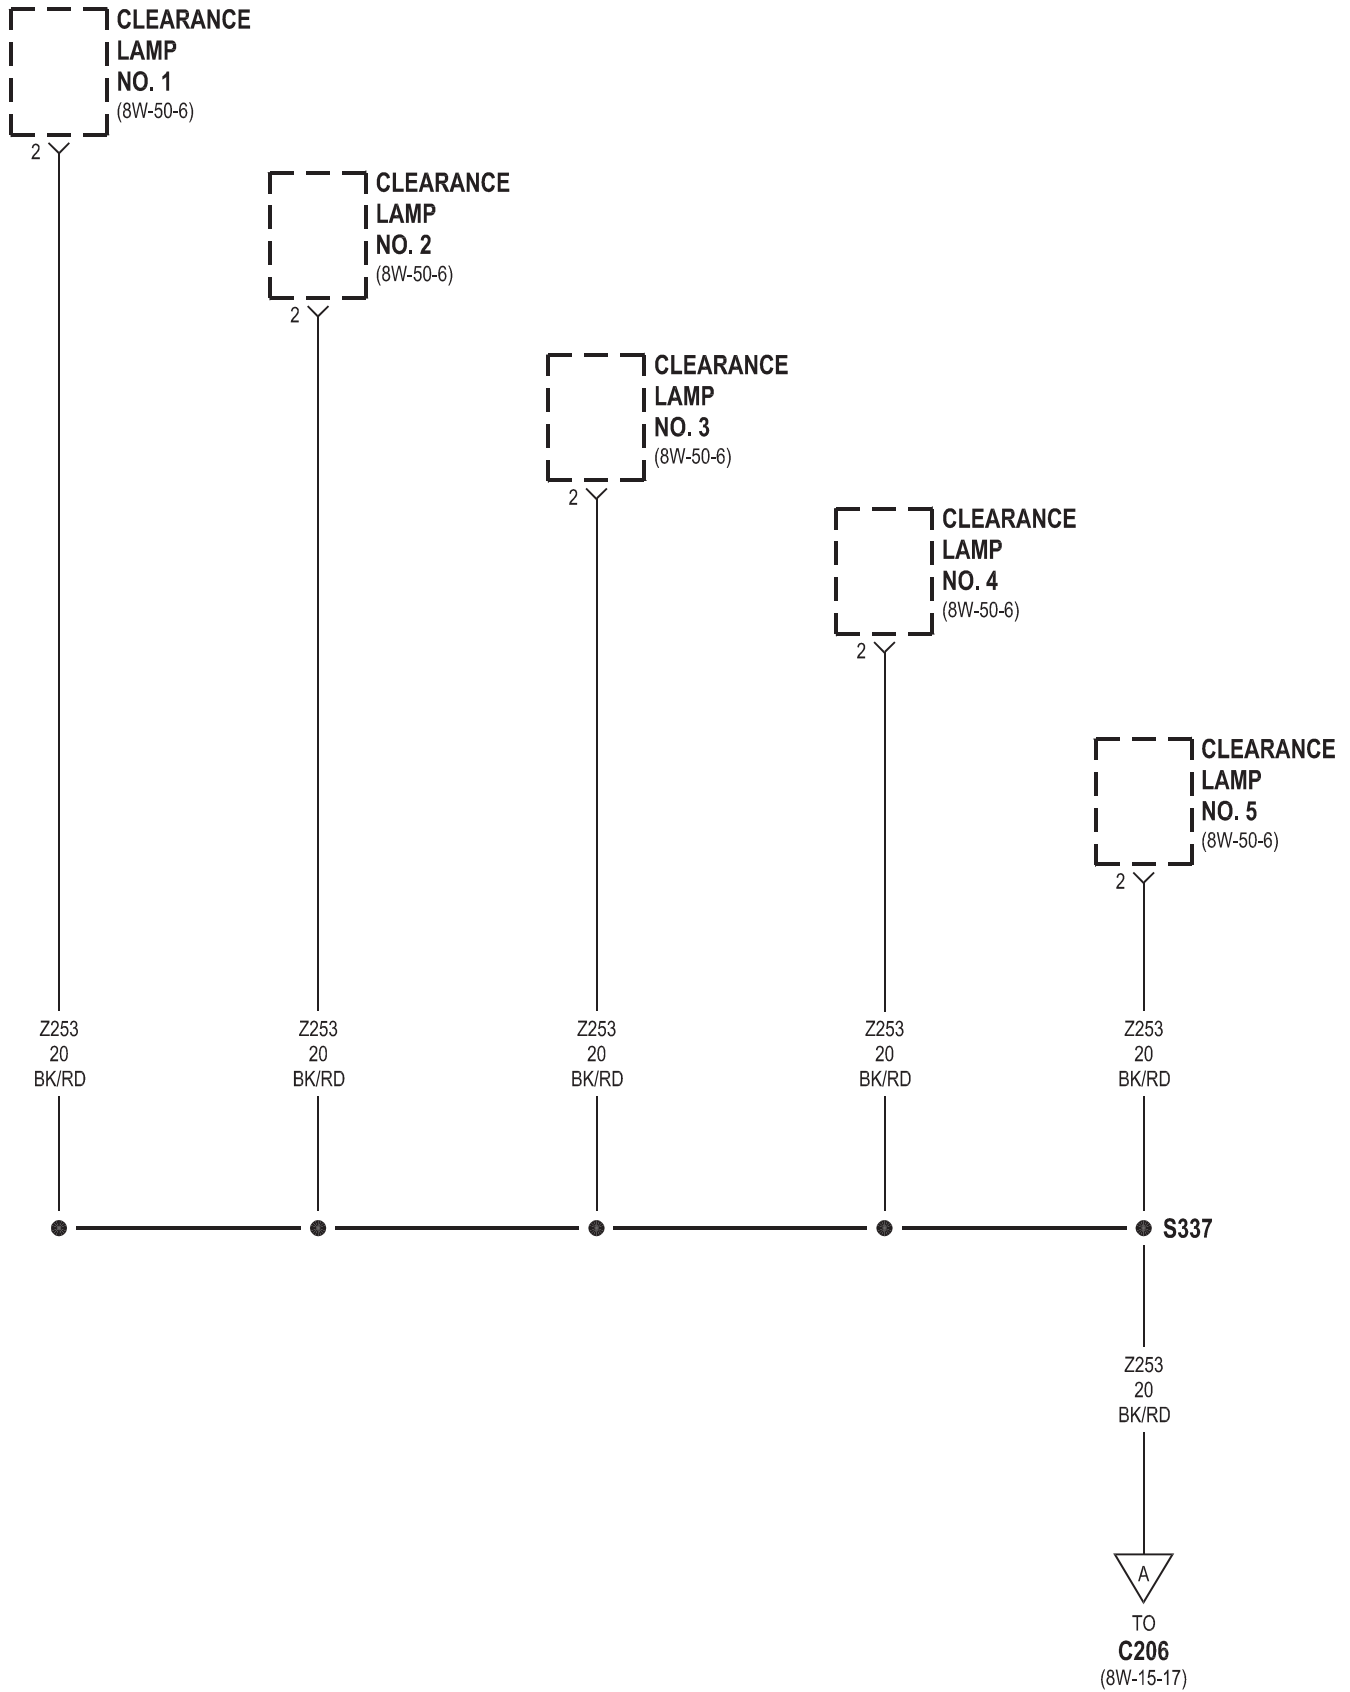 CLEARANCE
LAMP
NO. 1
(8W-50-6)
2
CLEARANCE
LAMP
NO. 2
(8W-50-6)
2
CLEARANCE
LAMP
NO. 3
(8W-50-6)
2
CLEARANCE
LAMP
NO. 4
(8W-50-6)
2
CLEARANCE
LAMP
NO. 5
(8W-50-6)
2
Z253
20
BK/RD
Z253
20
BK/RD
Z253
20
BK/RD
Z253
20
BK/RD
Z253
20
BK/RD
S337
Z253
20
BK/RD
A
TO
C206
(8W-15-17)